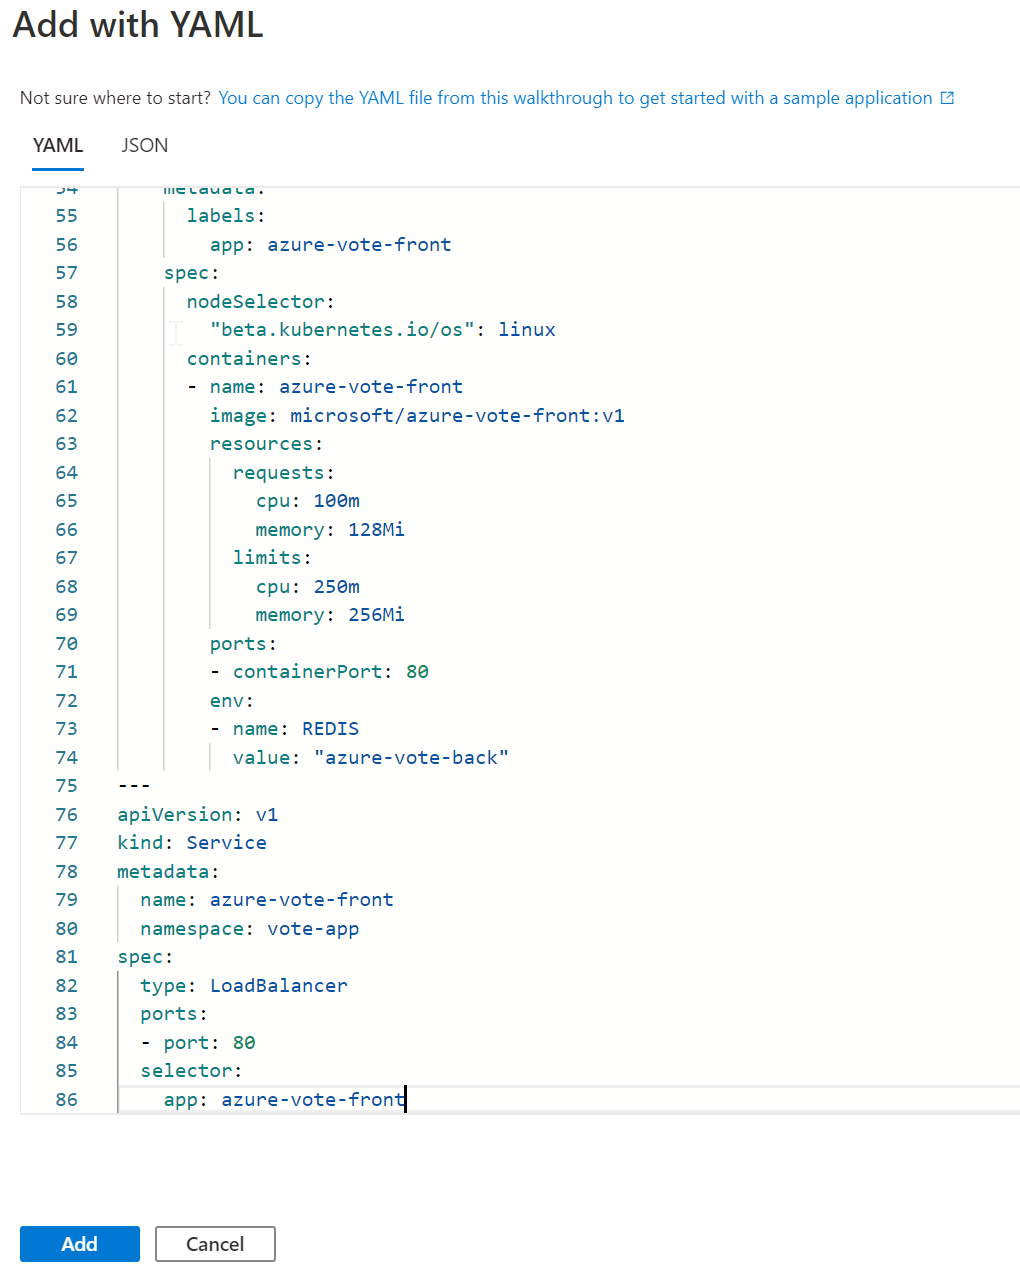 Add with YAML
Not sure where to start? You can copy the YAML file from this walkthrough to get started with a sample application
YAML JSON
54 metadata:
55 labels:
56 app: azure-vote-front
57 spec:
58 nodeSelector:
59 "beta.kubernetes.io/os": linux
60 containers:
61 - name: azure-vote-front
62 image: microsoft/azure-vote-front:v1
63 resources:
64 requests:
65 cpu: 100m
66 memory: 128Mi
67 limits:
68 cpu: 250m
69 memory: 256Mi
70 ports:
71 - containerPort: 80
72 env:
73 - name: REDIS
74 value: "azure-vote-back"
75 ---
76 apiVersion: v1
77 kind: Service
78 metadata:
79 name: azure-vote-front
80 namespace: vote-app
81 spec:
82 type: LoadBalancer
83 ports:
84 - port: 80
85 selector:
86 app: azure-vote-front
Add Cancel